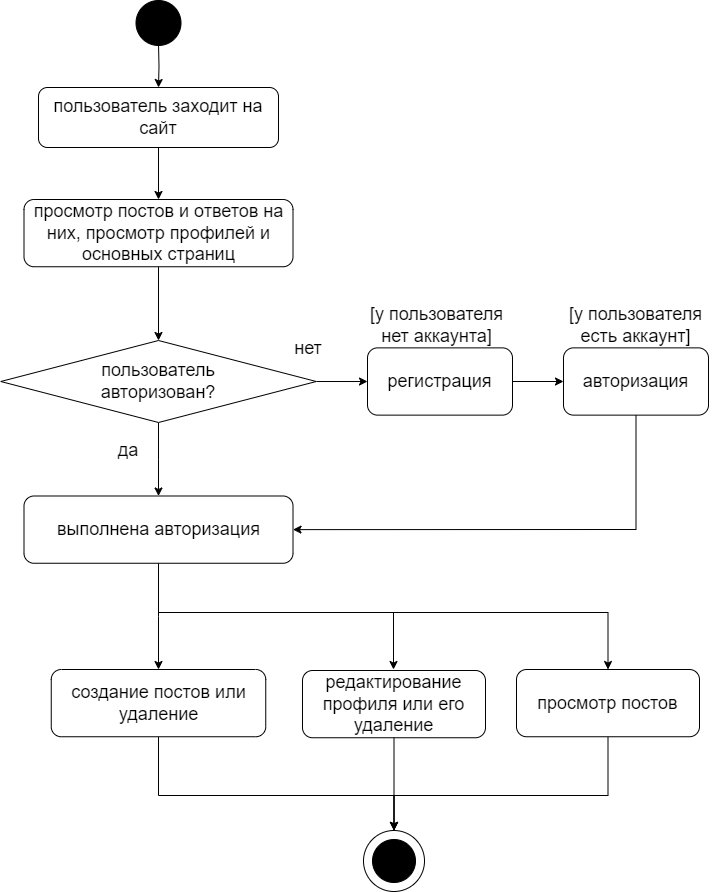 пользователь заходит на
сайт
просмотр постов и ответов на
них, просмотр профилей и
основных страниц
[у пользователя
нет аккаунта]
[у пользователя
есть аккаунт]
нет
пользователь
авторизован?
регистрация
авторизация
да
выполнена авторизация
создание постов или
удаление
редактирование
профиля или его
удаление
просмотр постов